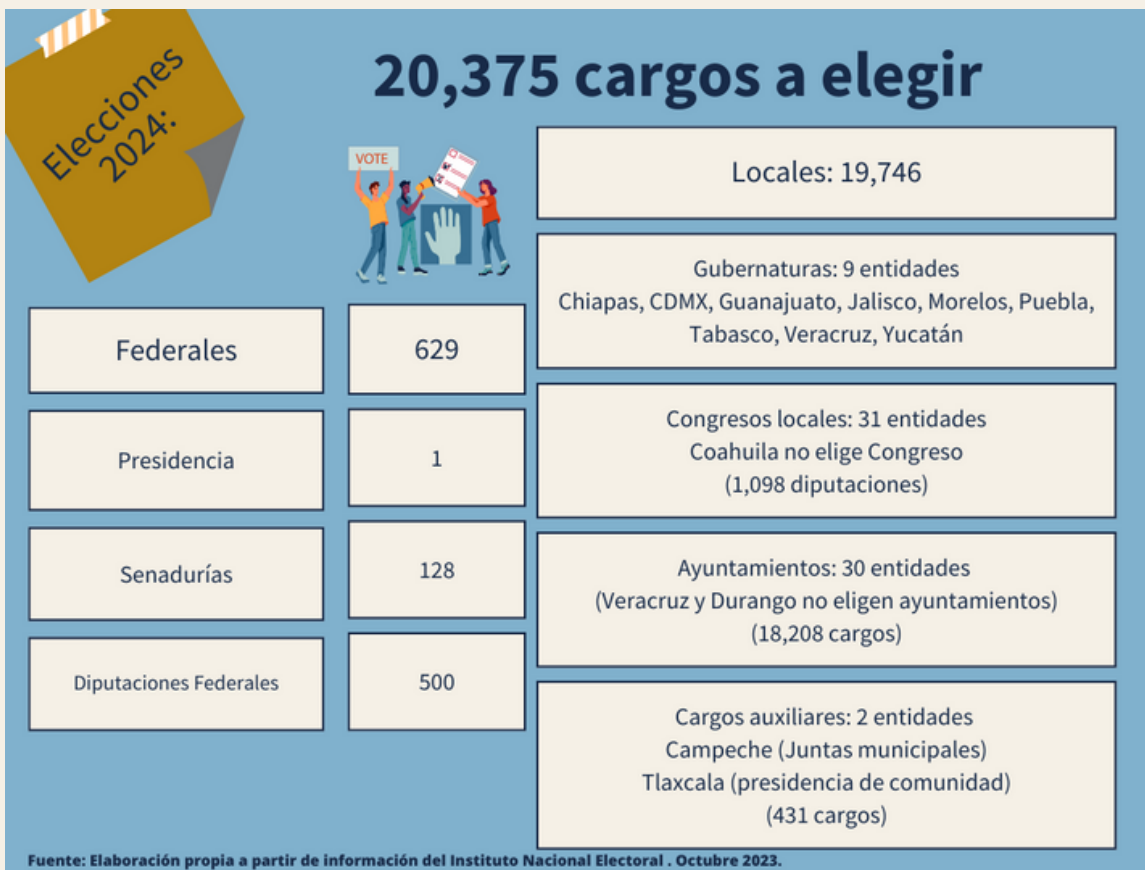 Elecciones
2024:
20,375 cargos a elegir
VOTE
Federales
629
Presidencia
1
Senadurías
128
Diputaciones Federales
500
Locales: 19,746
Gubernaturas: 9 entidades
Chiapas, CDMX, Guanajuato, Jalisco, Morelos, Puebla,
Tabasco, Veracruz, Yucatán
Congresos locales: 31 entidades
Coahuila no elige Congreso
(1,098 diputaciones)
Ayuntamientos: 30 entidades
(Veracruz y Durango no eligen ayuntamientos)
(18,208 cargos)
Cargos auxiliares: 2 entidades
Campeche (Juntas municipales)
Tlaxcala (presidencia de comunidad)
(431 cargos)
Fuente: Elaboración propia a partir de información del Instituto Nacional Electoral . Octubre 2023.